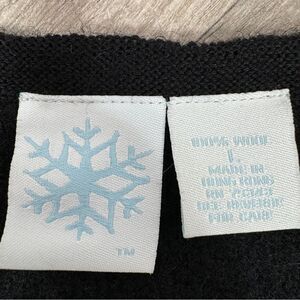 TM
100% WOOL
L
MADE IN
HONG KONG
SEE REVERSE
FOR CARE